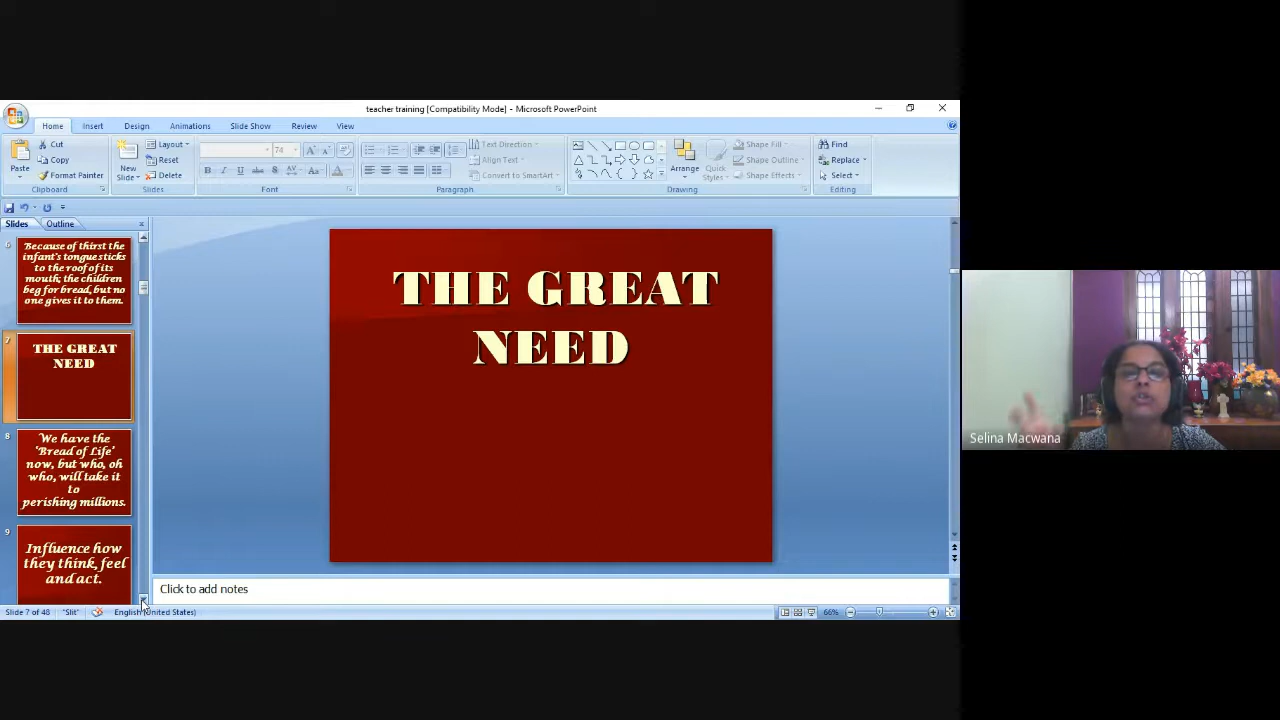 teacher training [Compatibility Mode] - Microsoft PowerPoint
Home Insert Design Animations Slide Show Review View
Paste
Cut
Copy
Format Painter
Clipboard
New
Slide
Layout
Reset
Delete
Slides
74
B I U abc S AV Aa A
Font
Text Direction
Align Text
Convert to SmartArt
Paragraph
Arrange
Quick
Styles
Shape Fill
Shape Outline
Shape Effects
Drawing
Find
Replace
Select
Editing
Slides Outline
6
Because of thirst the
infant's tongue sticks
to the roof of its
mouth; the children
beg for bread, but no
one gives it to them.
7
THE GREAT
NEED
8
We have the
'Bread of Life'
now, but who, oh
who, will take it
to
perishing millions.
9
Influence how
they think, feel
and act.
THE GREAT
NEED
Click to add notes
Slide 7 of 48 "Slit" English (United States) 66%
Selina Macwana